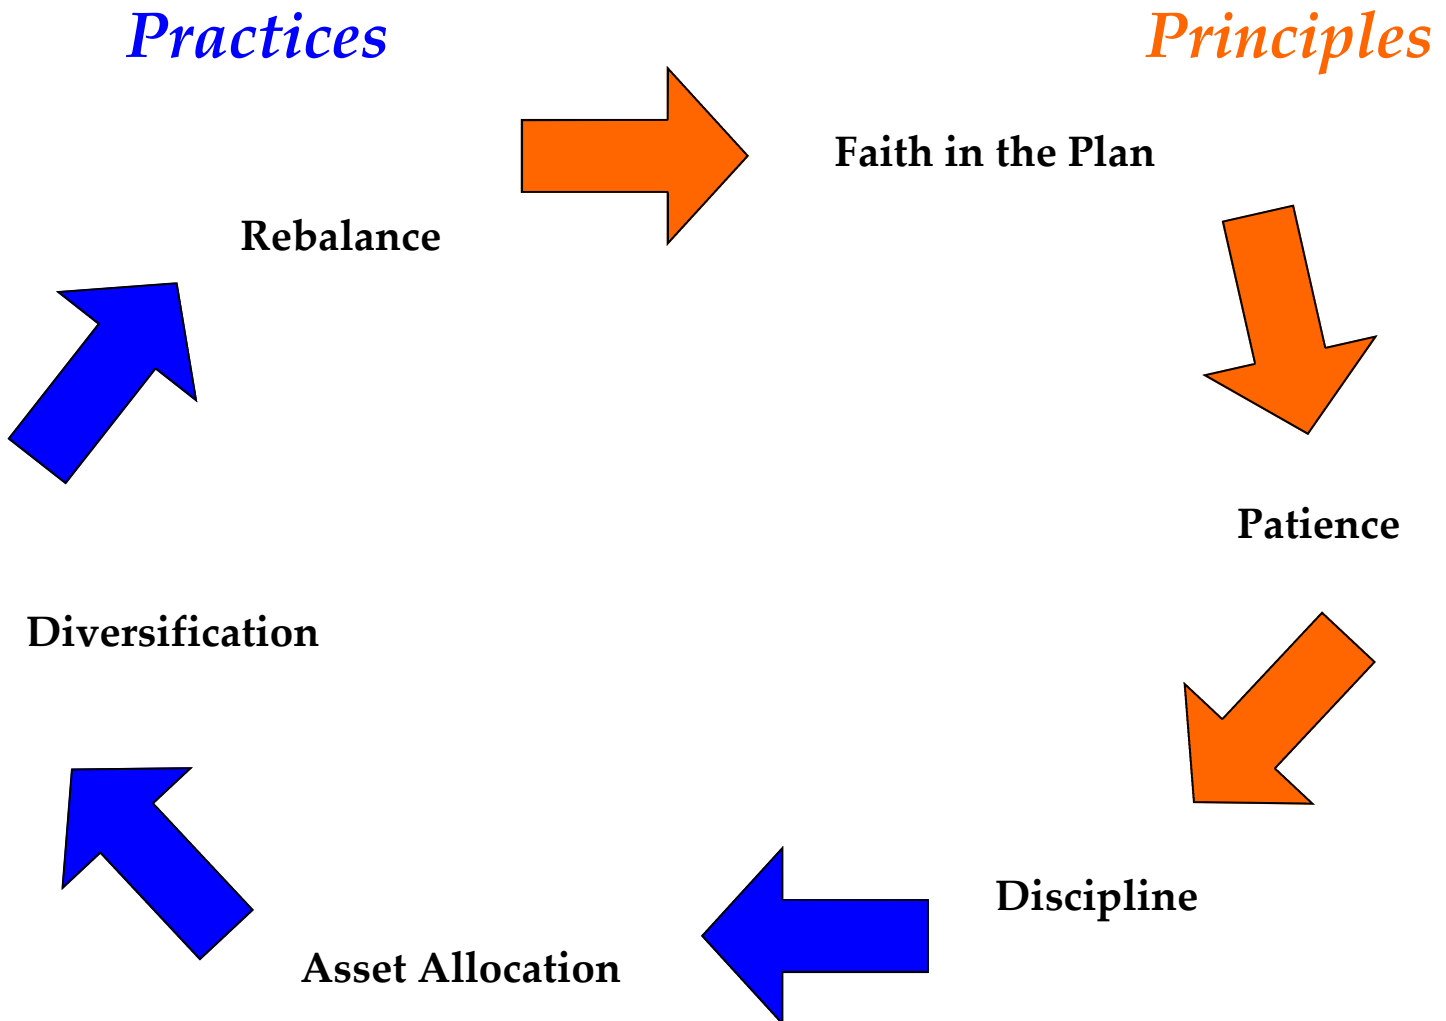 Practices
Principles
Faith in the Plan
Rebalance
Patience
Diversification
Discipline
Asset Allocation